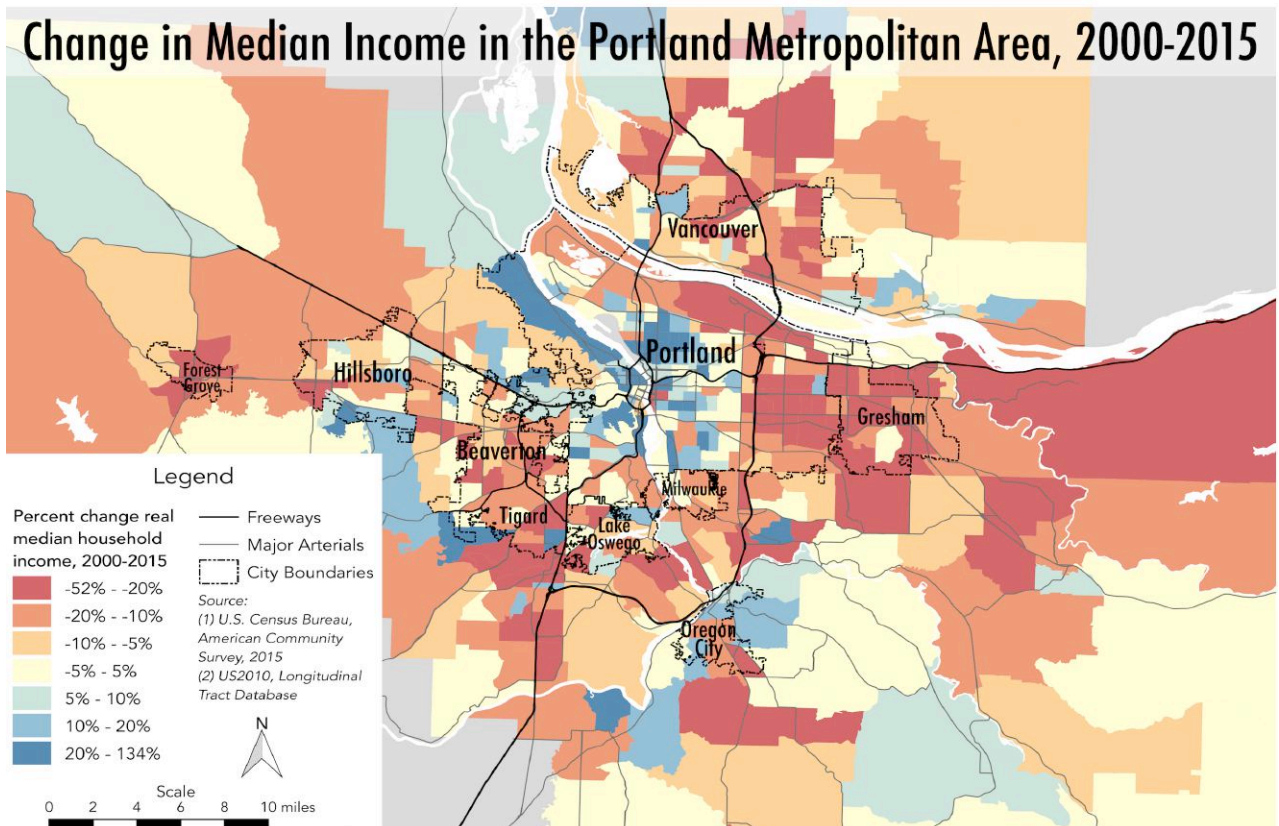 Change in Median Income in the Portland Metropolitan Area, 2000-2015
Vancouver
Portland
Forest
Grove
Hillsboro
Gresham
Beaverton
Milwaukie
Tigard
Lake
Oswego
Oregon
City
Legend
Percent change real
median household
income, 2000-2015
-52% - -20%
-20% - -10%
-10% - -5%
-5% - 5%
5% - 10%
10% - 20%
20% - 134%
Freeways
Major Arterials
City Boundaries
Source:
(1) U.S. Census Bureau,
American Community
Survey, 2015
(2) US2010, Longitudinal
Tract Database
N
Scale
0 2 4 6 8 10 miles